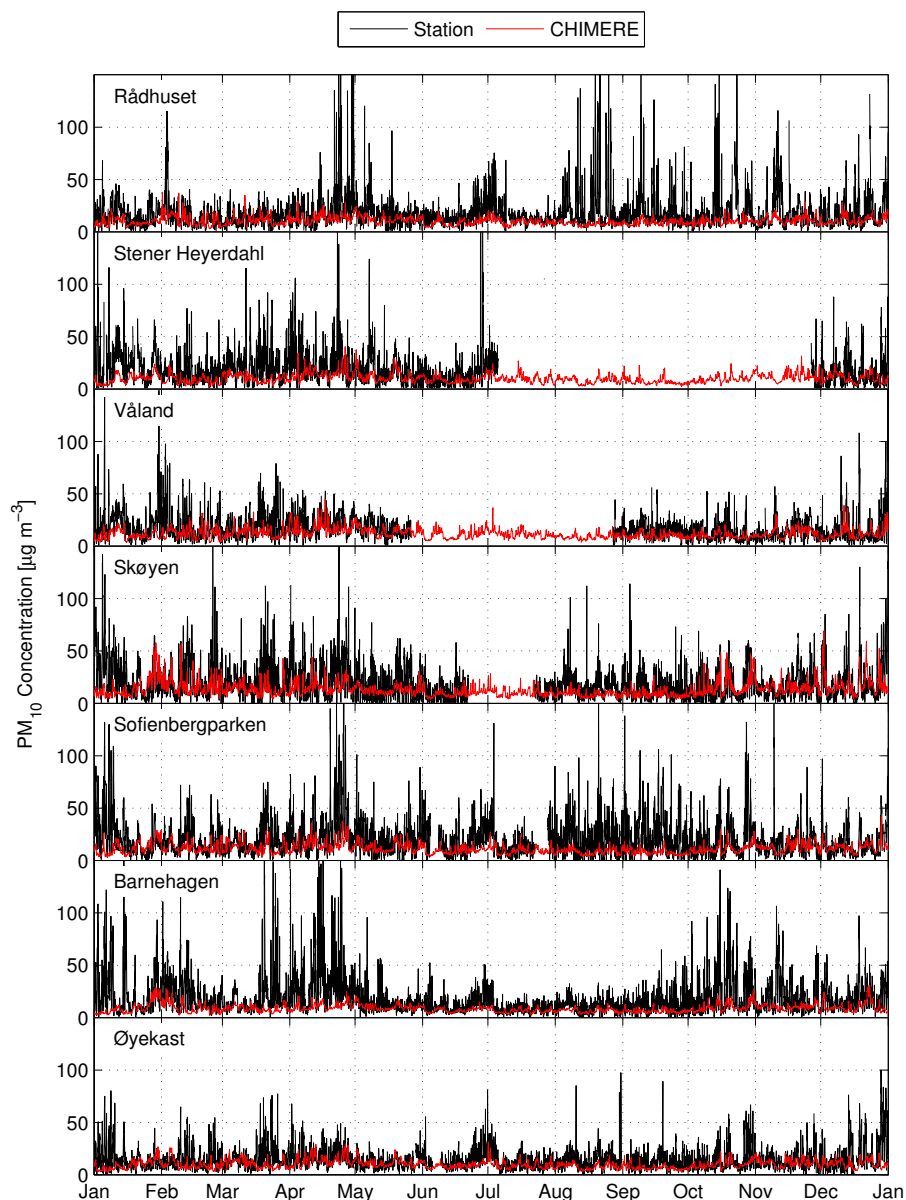 Station CHIMERE
Rådhuset
100
50
0
Stener Heyerdahl
100
50
0
Våland
100
50
0
Skøyen
100
50
0
Sofienbergparken
100
50
0
Barnehagen
100
50
0
Øyekast
100
50
0
PM10 Concentration [µg m−3]
Jan Feb Mar Apr May Jun Jul Aug Sep Oct Nov Dec Jan